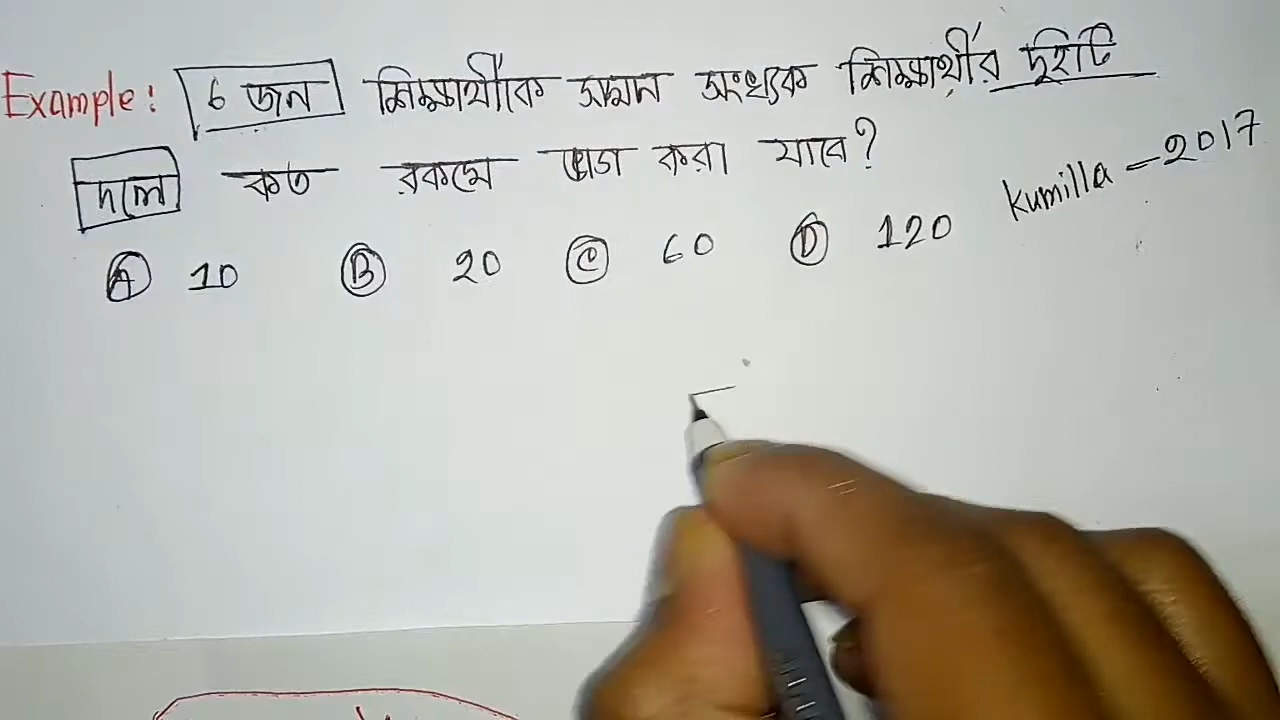 Example: 6 জন শিক্ষার্থীকে সমান সংখ্যক শিক্ষার্থীর দুইটি
দলে কত রকমে ভাগ করা যাবে?
Kumilla - 2017
A 10 B 20 C 60 D 120